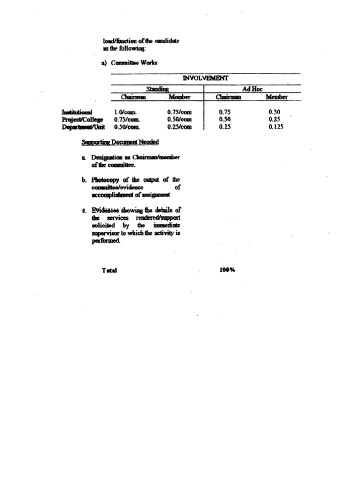 load/function of the candidate
as the following:
a) Committee Works
INVOLVEMENT
Standing Ad Hoc
Chairman Member Chairman Member
Institutional 1.0/com. 0.75/com 0.75 0.50
Project/College 0.75/com. 0.50/com 0.50 0.25
Department/Unit 0.50/com. 0.25/com 0.25 0.125
Supporting Document Needed
a. Designation as Chairman/member
of the committee.
b. Photocopy of the output of the
committee/evidence of
accomplishment of assignment
c. Evidences showing the details of
the services rendered/support
solicited by the immediate
supervisor to which the activity is
performed.
Total 100%